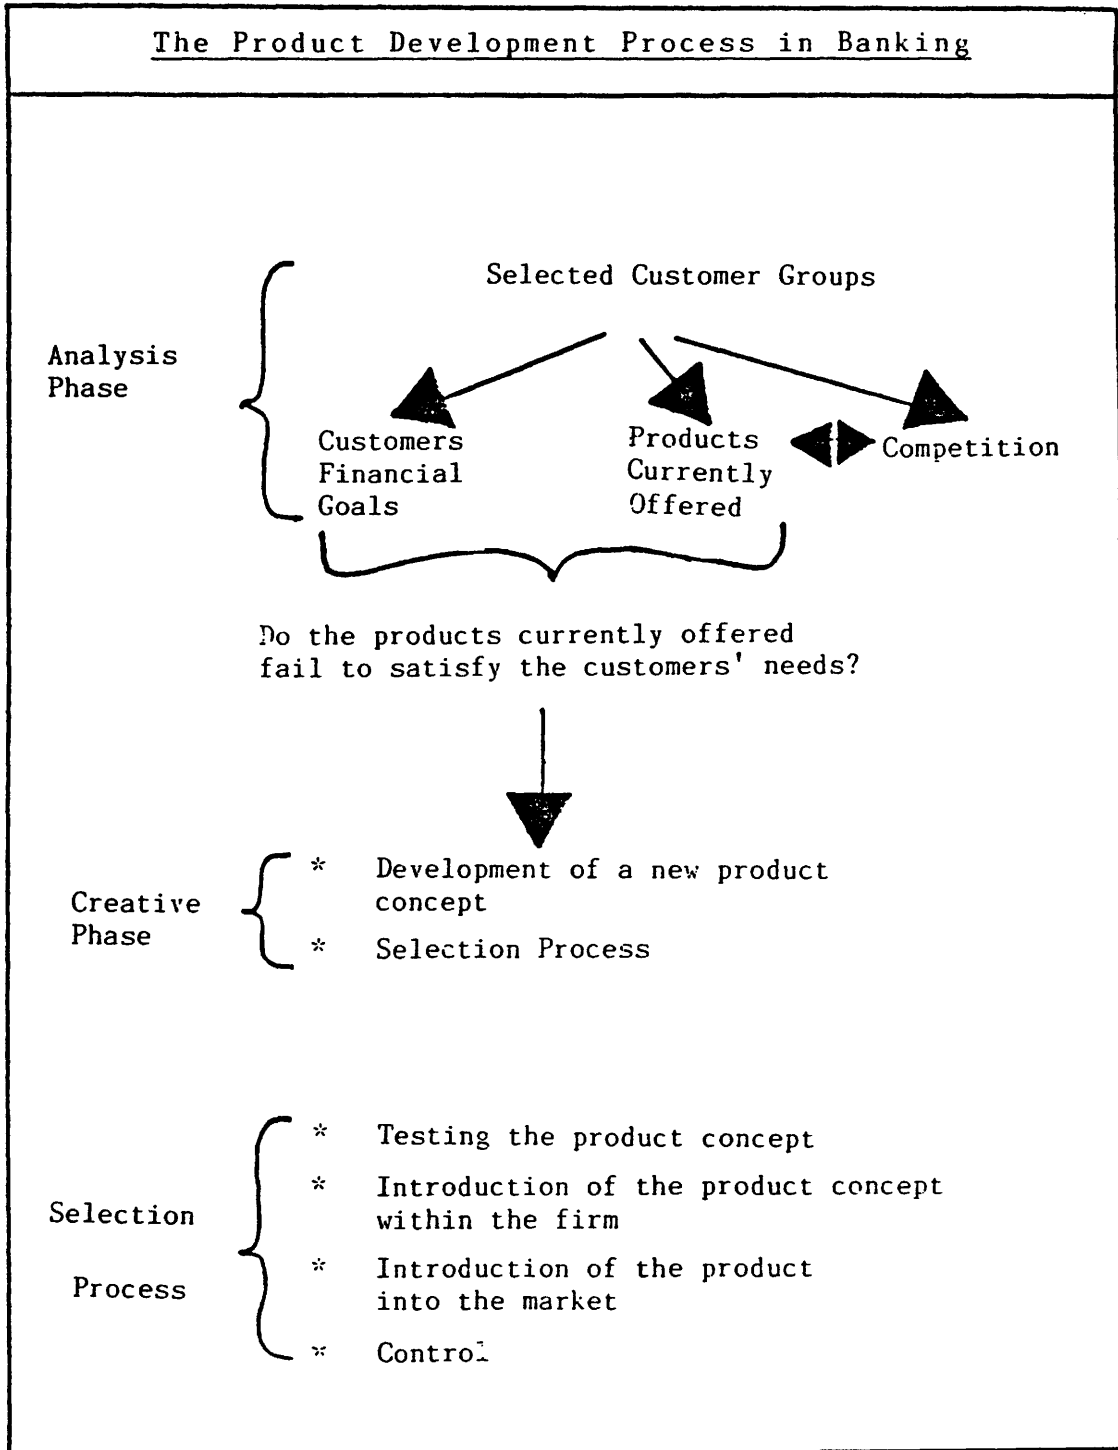 The Product Development Process in Banking
Selected Customer Groups
Analysis
Phase
Customers
Financial
Goals
Products
Currently
Offered
Competition
Do the products currently offered
fail to satisfy the customers' needs?
* Development of a new product
concept
Creative
Phase
* Selection Process
* Testing the product concept
* Introduction of the product concept
within the firm
Selection
Process
* Introduction of the product
into the market
* Control